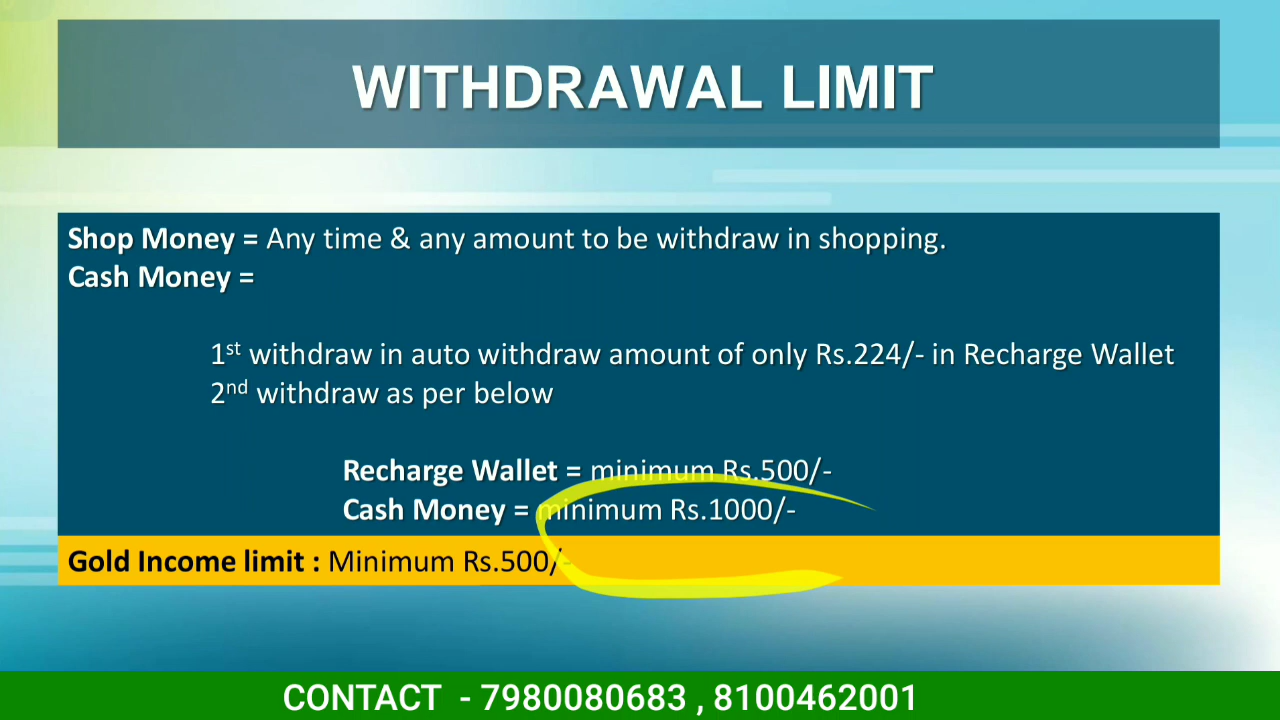 WITHDRAWAL LIMIT
Shop Money = Any time & any amount to be withdraw in shopping.
Cash Money =
1st withdraw in auto withdraw amount of only Rs.224/- in Recharge Wallet
2nd withdraw as per below
Recharge Wallet = minimum Rs.500/-
Cash Money = minimum Rs.1000/-
Gold Income limit : Minimum Rs.500/-
CONTACT - 7980080683 , 8100462001